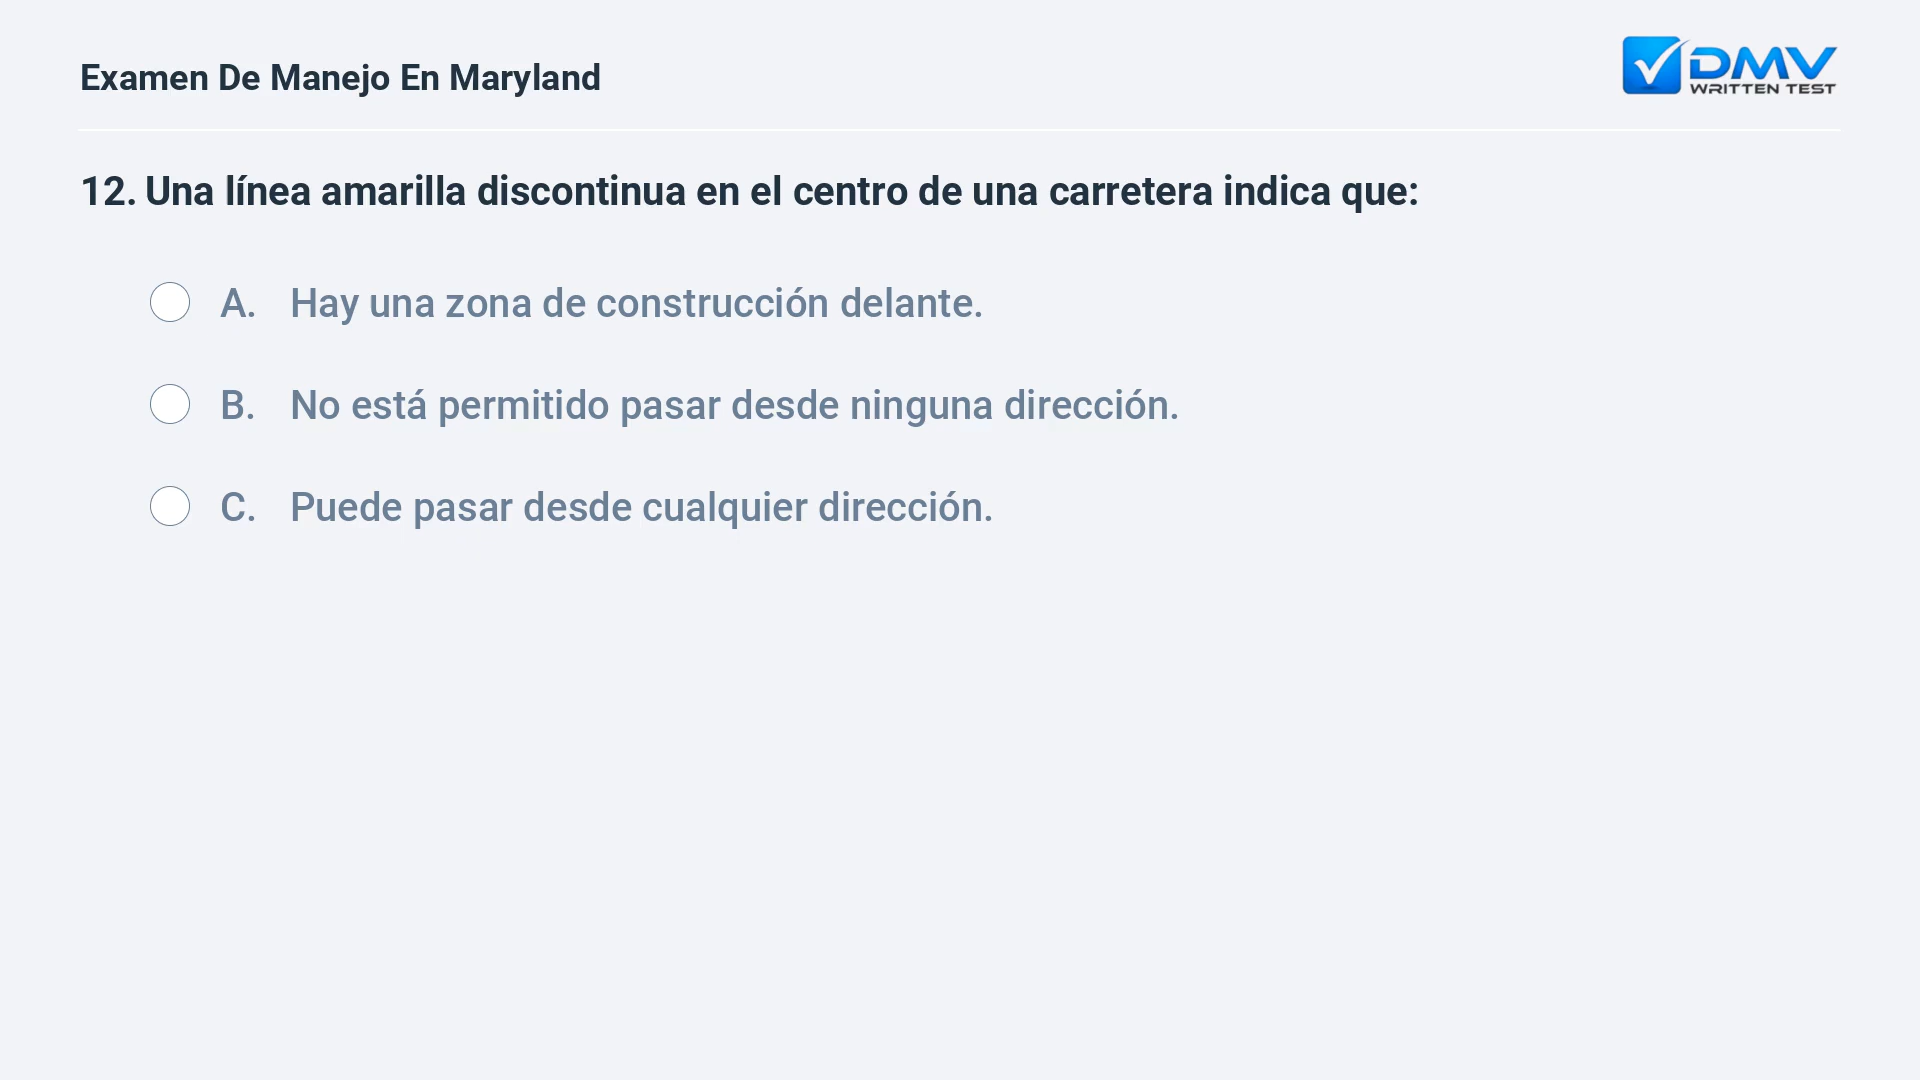 Examen De Manejo En Maryland
DMV
WRITTEN TEST
12. Una línea amarilla discontinua en el centro de una carretera indica que:
A. Hay una zona de construcción delante.
B. No está permitido pasar desde ninguna dirección.
C. Puede pasar desde cualquier dirección.